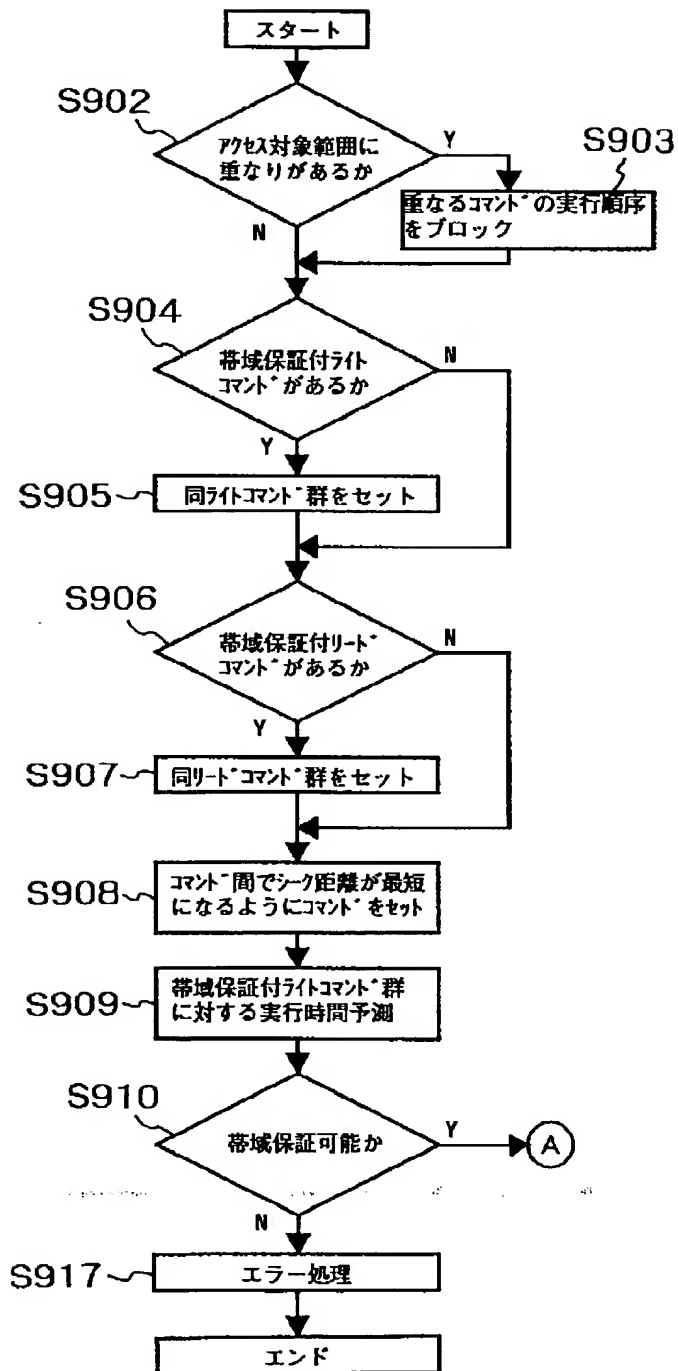 スタート
S902
アクセス対象範囲に
重なりがあるか
Y
S903
重なるコマンドの実行順序
をブロック
N
S904
帯域保証付ライト
コマンドがあるか
N
Y
S905
同ライトコマンド群をセット
S906
帯域保証付リード
コマンドがあるか
N
Y
S907
同リードコマンド群をセット
S908
コマンド間でシーク距離が最短
になるようにコマンドをセット
S909
帯域保証付ライトコマンド群
に対する実行時間予測
S910
帯域保証可能か
Y
A
N
S917
エラー処理
エンド